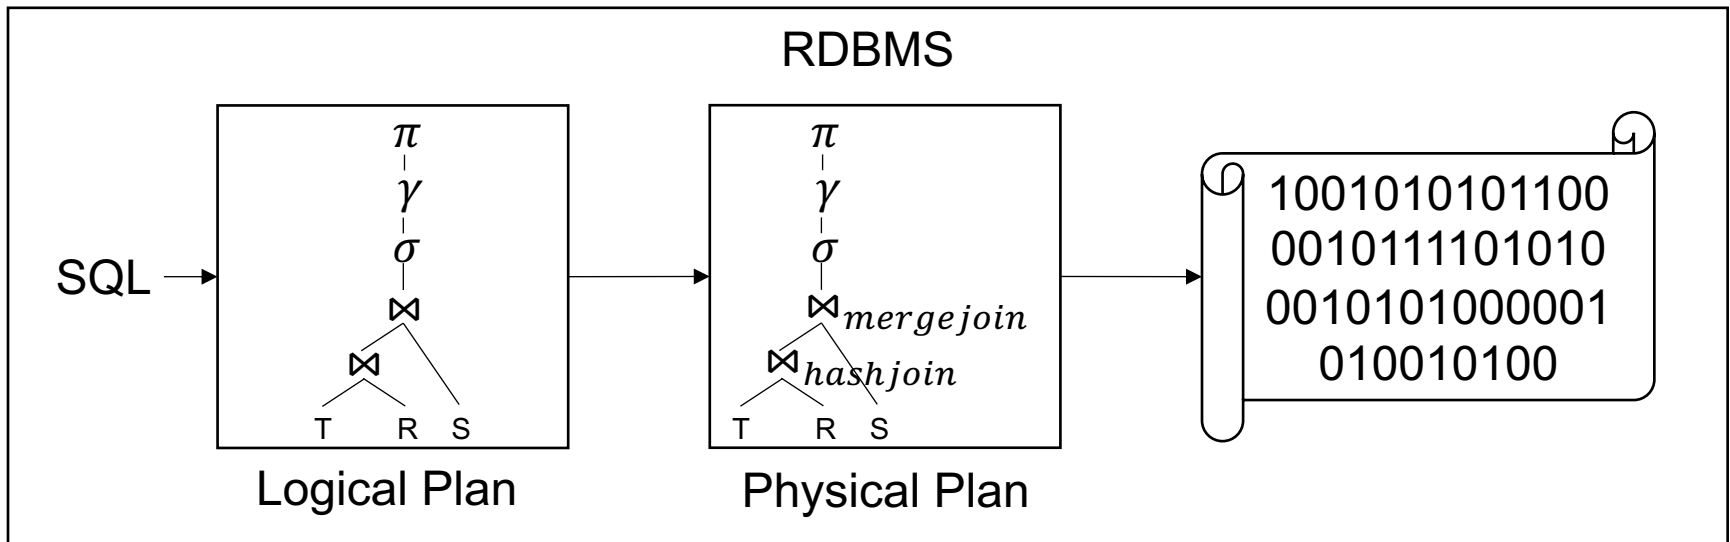 RDBMS
SQL
π
γ
σ
⋈
⋈
T R S
Logical Plan
π
γ
σ
⋈ mergejoin
⋈ hashjoin
T R S
Physical Plan
1001010101100
0010111101010
0010101000001
010010100